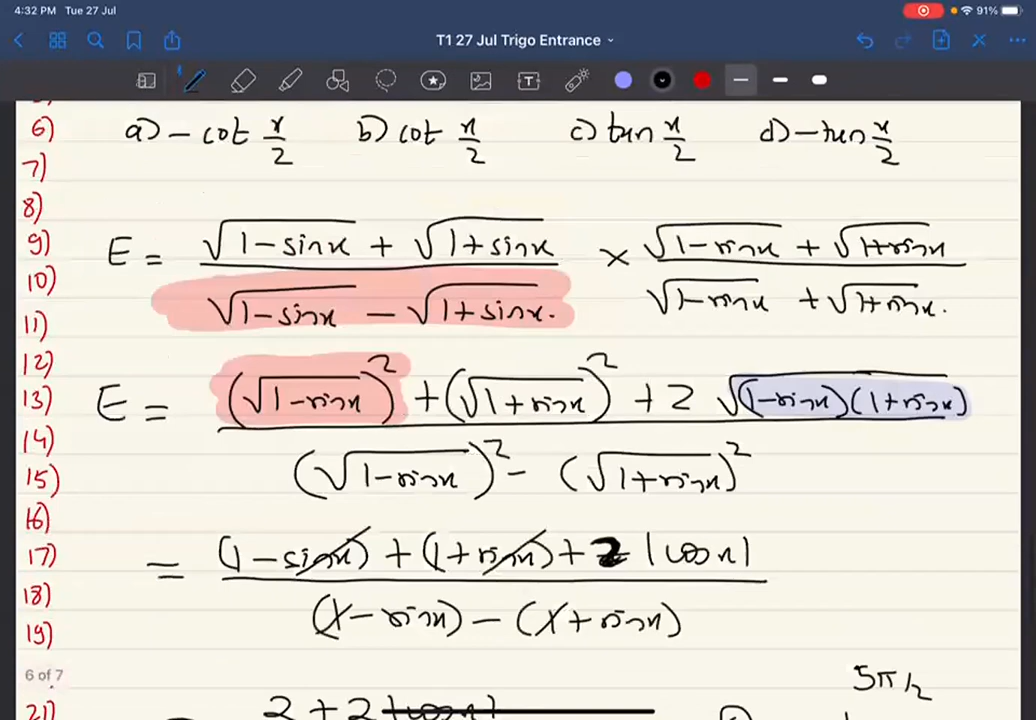 4:32 PM Tue 27 Jul 91%
T1 27 Jul Trigo Entrance
6) a) -cot x/2 b) cot x/2 c) tan x/2 d) -tan x/2
7)
8)
9) E = (√(1-sinx) + √(1+sinx)) / (√(1-sinx) - √(1+sinx).) × (√(1-sinx) + √(1+sinx)) / (√(1-sinx) + √(1+sinx).)
10)
11)
12)
13) E = ((√(1-sinx))² + (√(1+sinx))² + 2 √((1-sinx)(1+sinx))) / ((√(1-sinx))² - (√(1+sinx))²)
14)
15)
16)
17) = ((1-sinx) + (1+sinx) + 2 |cosx|) / ((1-sinx) - (1+sinx))
18)
19)
6 of 7
5π/2
21) 2 + 2 |cosx|